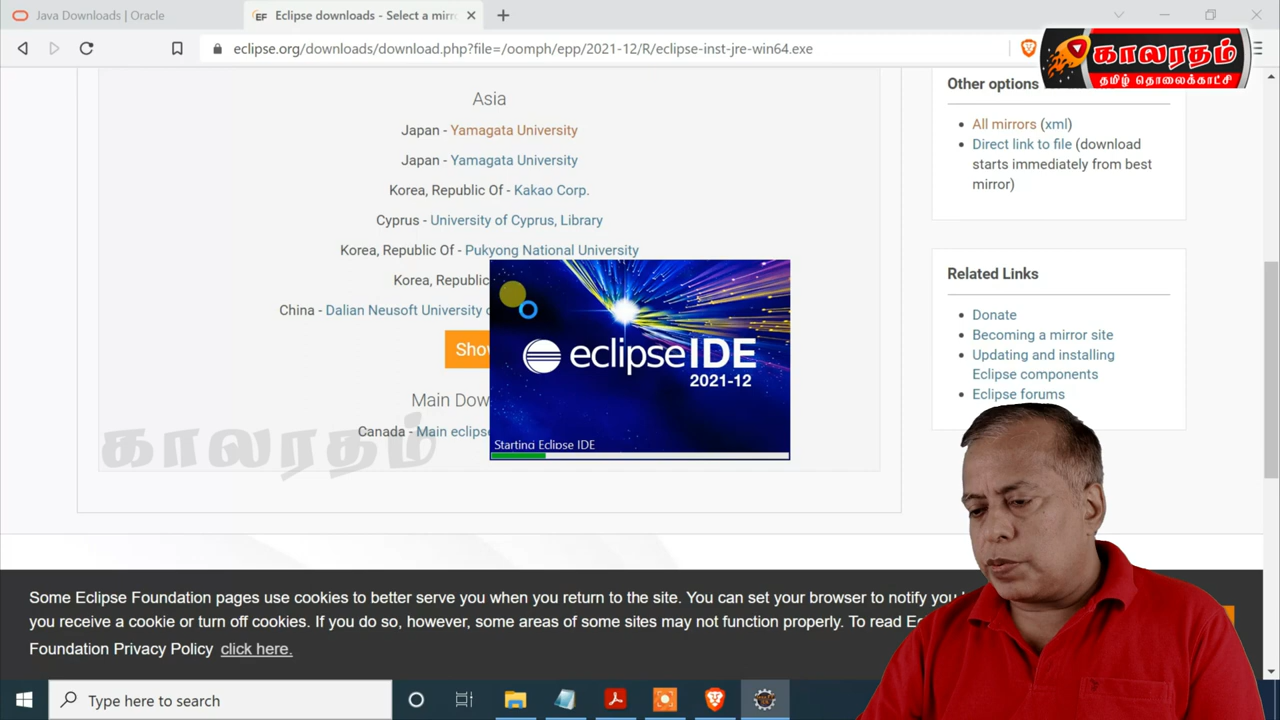 Java Downloads | Oracle
Eclipse downloads - Select a mirr
eclipse.org/downloads/download.php?file=/oomph/epp/2021-12/R/eclipse-inst-jre-win64.exe
காலரதம்
தமிழ் தொலைக்காட்சி
Asia
Japan - Yamagata University
Japan - Yamagata University
Korea, Republic Of - Kakao Corp.
Cyprus - University of Cyprus, Library
Korea, Republic Of - Pukyong National University
Korea, Republic
China - Dalian Neusoft University
Main Dow
Canada - Main eclips
காலரதம்
eclipse IDE
2021-12
Starting Eclipse IDE
Other options
All mirrors (xml)
Direct link to file (download
starts immediately from best
mirror)
Related Links
Donate
Becoming a mirror site
Updating and installing
Eclipse components
Eclipse forums
Some Eclipse Foundation pages use cookies to better serve you when you return to the site. You can set your browser to notify you
you receive a cookie or turn off cookies. If you do so, however, some areas of some sites may not function properly. To read
Foundation Privacy Policy click here.
Type here to search